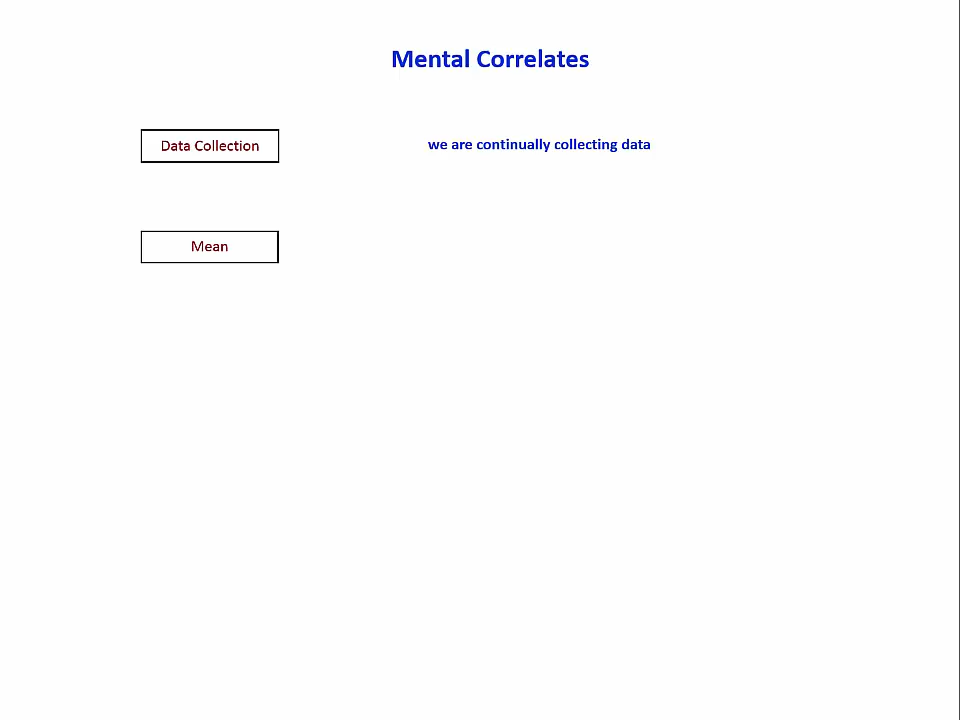 Mental Correlates
Data Collection
we are continually collecting data
Mean